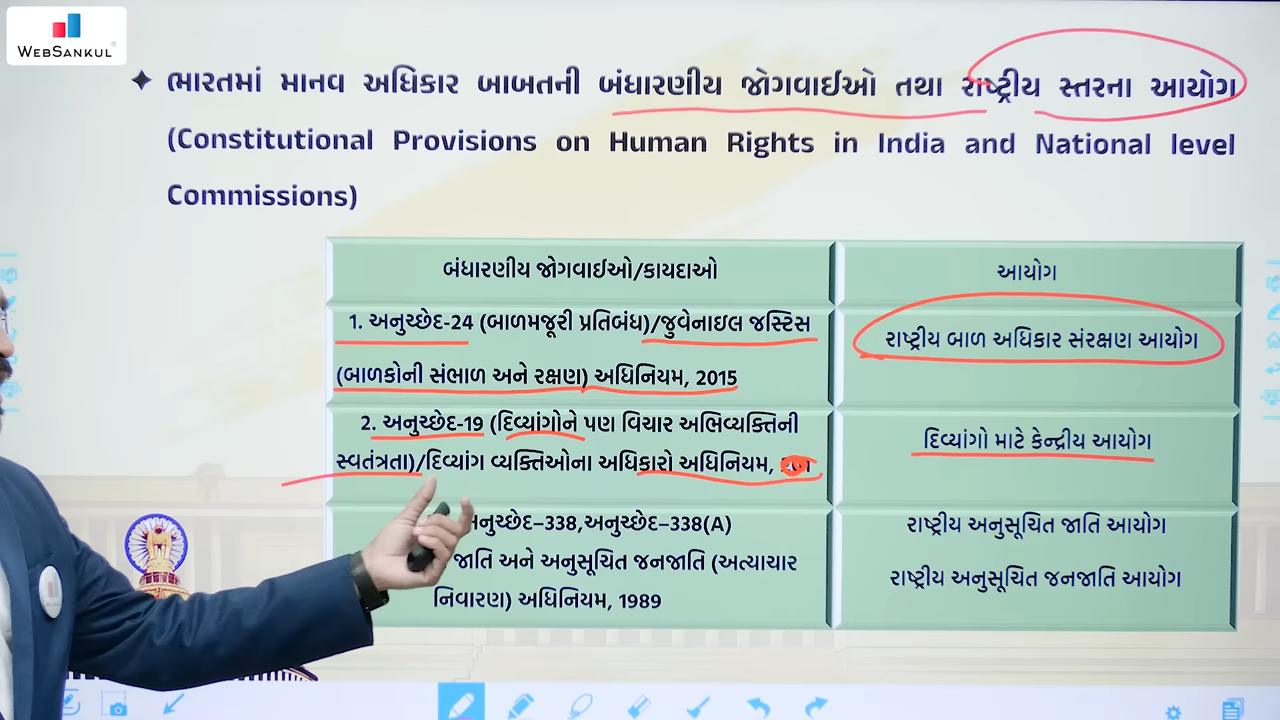 WEBSANKUL
ભારતમાં માનવ અધિકાર બાબતની બંધારણીય જોગવાઈઓ તથા રાષ્ટ્રીય સ્તરના આયોગ
(Constitutional Provisions on Human Rights in India and National level
Commissions)
બંધારણીય જોગવાઈઓ/કાયદાઓ
આયોગ
1. અનુચ્છેદ-24 (બાળમજૂરી પ્રતિબંધ)/જુવેનાઇલ જસ્ટિસ
(બાળકોની સંભાળ અને રક્ષણ) અધિનિયમ, 2015
રાષ્ટ્રીય બાળ અધિકાર સંરક્ષણ આયોગ
2. અનુચ્છેદ-19 (દિવ્યાંગોને પણ વિચાર અભિવ્યક્તિની
સ્વતંત્રતા)/દિવ્યાંગ વ્યક્તિઓના અધિકારો અધિનિયમ,
દિવ્યાંગો માટે કેન્દ્રીય આયોગ
અનુચ્છેદ–338,અનુચ્છેદ–338(A)
જાતિ અને અનુસૂચિત જનજાતિ (અત્યાચાર
નિવારણ) અધિનિયમ, 1989
રાષ્ટ્રીય અનુસૂચિત જાતિ આયોગ
રાષ્ટ્રીય અનુસૂચિત જનજાતિ આયોગ